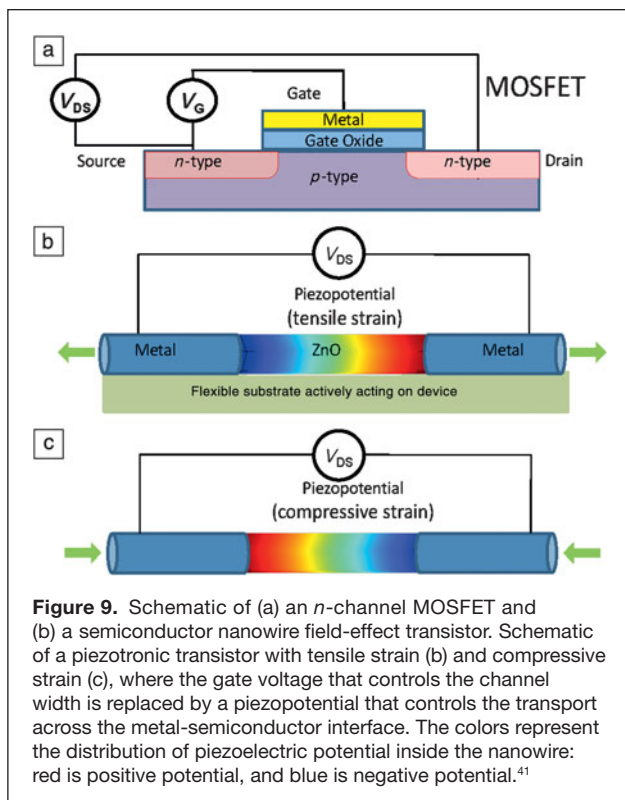 a
MOSFET
V_DS
V_G
Gate
Metal
Gate Oxide
Source
n-type
n-type
Drain
p-type
b
V_DS
Piezopotential
(tensile strain)
Metal
ZnO
Metal
Flexible substrate actively acting on device
c
V_DS
Piezopotential
(compressive strain)
Figure 9. Schematic of (a) an n-channel MOSFET and
(b) a semiconductor nanowire field-effect transistor. Schematic
of a piezotronic transistor with tensile strain (b) and compressive
strain (c), where the gate voltage that controls the channel
width is replaced by a piezopotential that controls the transport
across the metal-semiconductor interface. The colors represent
the distribution of piezoelectric potential inside the nanowire:
red is positive potential, and blue is negative potential.⁴¹